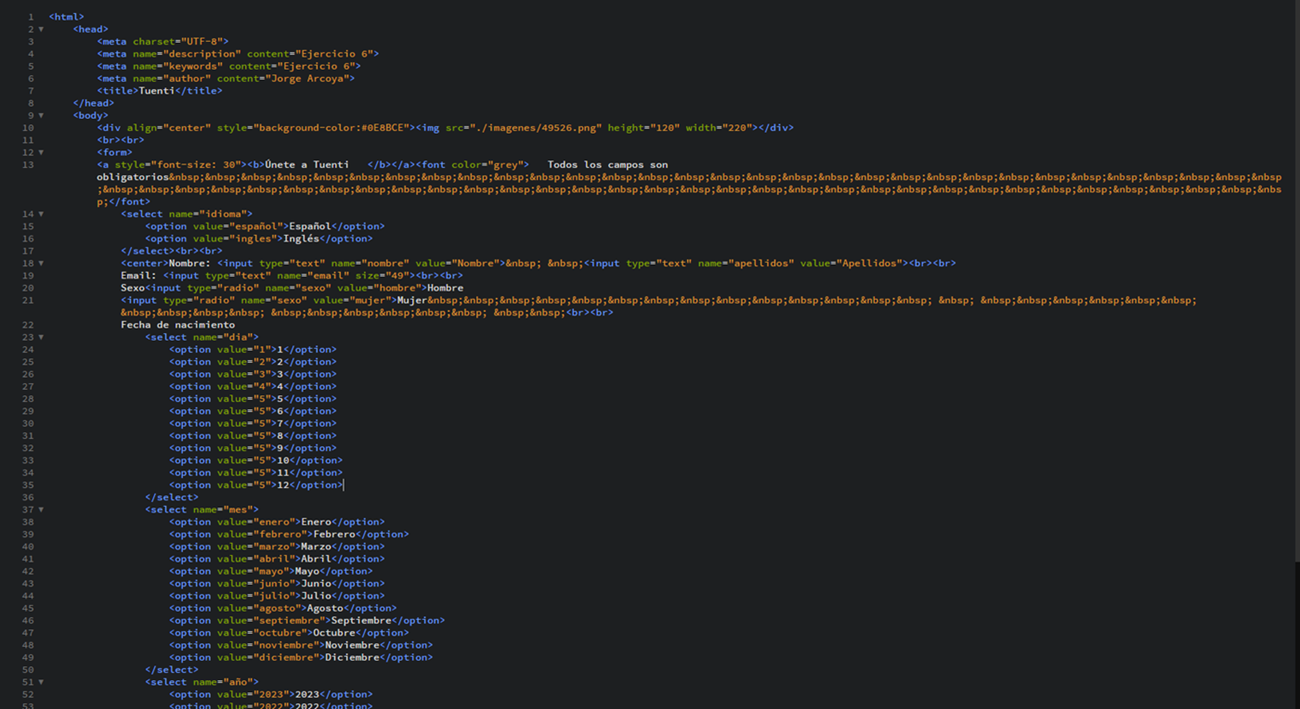 1 <html>
2 <head>
3 <meta charset="UTF-8">
4 <meta name="description" content="Ejercicio 6">
5 <meta name="keywords" content="Ejercicio 6">
6 <meta name="author" content="Jorge Arcoya">
7 <title>Tuenti</title>
8 </head>
9 <body>
10 <div align="center" style="background-color:#0E8BCE"><img src="./imagenes/49526.png" height="120" width="220"></div>
11 <br><br>
12 <form>
13 <a style="font-size: 30"><b>Únete a Tuenti   </b></a><font color="grey">   Todos los campos son
obligatorios&nbsp;&nbsp;&nbsp;&nbsp;&nbsp;&nbsp;&nbsp;&nbsp;&nbsp;&nbsp;&nbsp;&nbsp;&nbsp;&nbsp;&nbsp;&nbsp;&nbsp;&nbsp;&nbsp;&nbsp;&nbsp;&nbsp;&nbsp;&nbsp;&nbsp;&nbsp;&nbsp;&nbsp;&nbsp;&nbsp;&nbsp
;&nbsp;&nbsp;&nbsp;&nbsp;&nbsp;&nbsp;&nbsp;&nbsp;&nbsp;&nbsp;&nbsp;&nbsp;&nbsp;&nbsp;&nbsp;&nbsp;&nbsp;&nbsp;&nbsp;&nbsp;&nbsp;&nbsp;&nbsp;&nbsp;&nbsp;&nbsp;&nbsp;&nbsp;&nbsp;&nbsp;&nbsp;&nbsp;&nbs
p;</font>
14 <select name="idioma">
15 <option value="español">Español</option>
16 <option value="ingles">Inglés</option>
17 </select><br><br>
18 <center>Nombre: <input type="text" name="nombre" value="Nombre">&nbsp; &nbsp;<input type="text" name="apellidos" value="Apellidos"><br><br>
19 Email: <input type="text" name="email" size="49"><br><br>
20 Sexo<input type="radio" name="sexo" value="hombre">Hombre
21 <input type="radio" name="sexo" value="mujer">Mujer&nbsp;&nbsp;&nbsp;&nbsp;&nbsp;&nbsp;&nbsp;&nbsp;&nbsp;&nbsp;&nbsp;&nbsp;&nbsp;&nbsp; &nbsp; &nbsp;&nbsp;&nbsp;&nbsp;&nbsp;&nbsp;
&nbsp;&nbsp;&nbsp;&nbsp; &nbsp;&nbsp;&nbsp;&nbsp;&nbsp;&nbsp; &nbsp;&nbsp;<br><br>
22 Fecha de nacimiento
23 <select name="dia">
24 <option value="1">1</option>
25 <option value="2">2</option>
26 <option value="3">3</option>
27 <option value="4">4</option>
28 <option value="5">5</option>
29 <option value="5">6</option>
30 <option value="5">7</option>
31 <option value="5">8</option>
32 <option value="5">9</option>
33 <option value="5">10</option>
34 <option value="5">11</option>
35 <option value="5">12</option>
36 </select>
37 <select name="mes">
38 <option value="enero">Enero</option>
39 <option value="febrero">Febrero</option>
40 <option value="marzo">Marzo</option>
41 <option value="abril">Abril</option>
42 <option value="mayo">Mayo</option>
43 <option value="junio">Junio</option>
44 <option value="julio">Julio</option>
45 <option value="agosto">Agosto</option>
46 <option value="septiembre">Septiembre</option>
47 <option value="octubre">Octubre</option>
48 <option value="noviembre">Noviembre</option>
49 <option value="diciembre">Diciembre</option>
50 </select>
51 <select name="año">
52 <option value="2023">2023</option>
53 <option value="2022">2022</option>